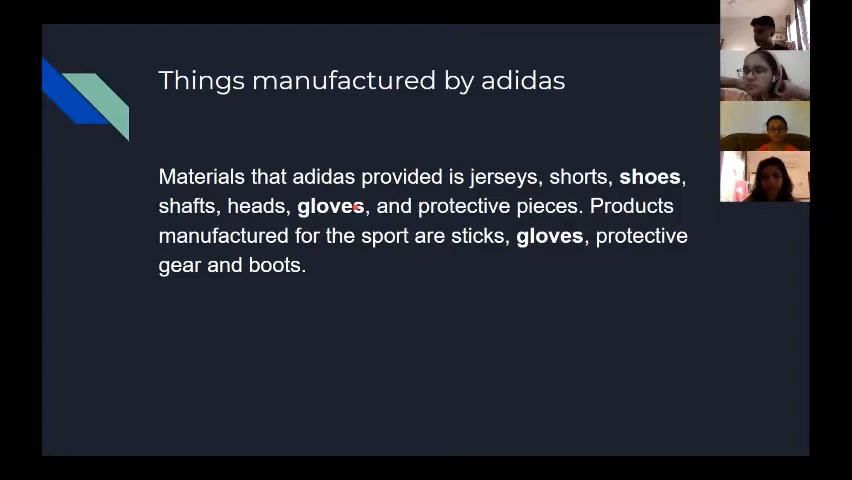 Things manufactured by adidas
Materials that adidas provided is jerseys, shorts, shoes,
shafts, heads, gloves, and protective pieces. Products
manufactured for the sport are sticks, gloves, protective
gear and boots.